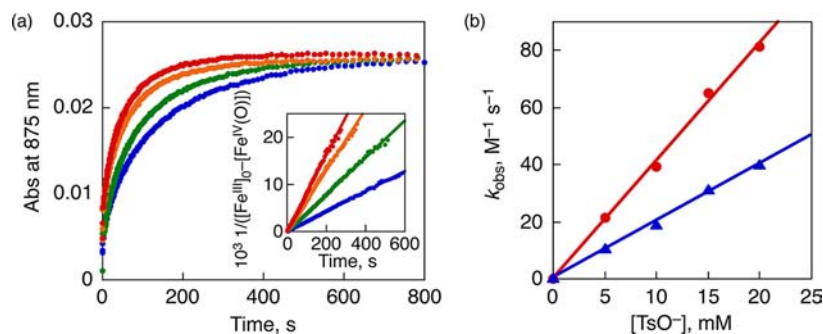 (a)
0.03
0.02
0.01
0
Abs at 875 nm
0 200 400 600 800
Time, s
10³ 1/([Feᴵᴵᴵ]₀–[Feᴵⱽ(O)])
20
10
0
0 200 400 600
Time, s
(b)
80
60
40
20
0
k_obs, M⁻¹ s⁻¹
0 5 10 15 20 25
[TsO⁻], mM